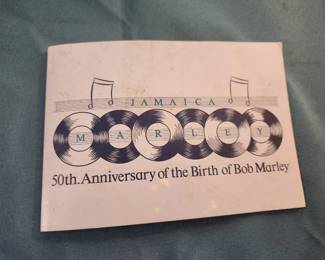 JAMAICA
MARLEY
50th. Anniversary of the Birth of Bob Marley